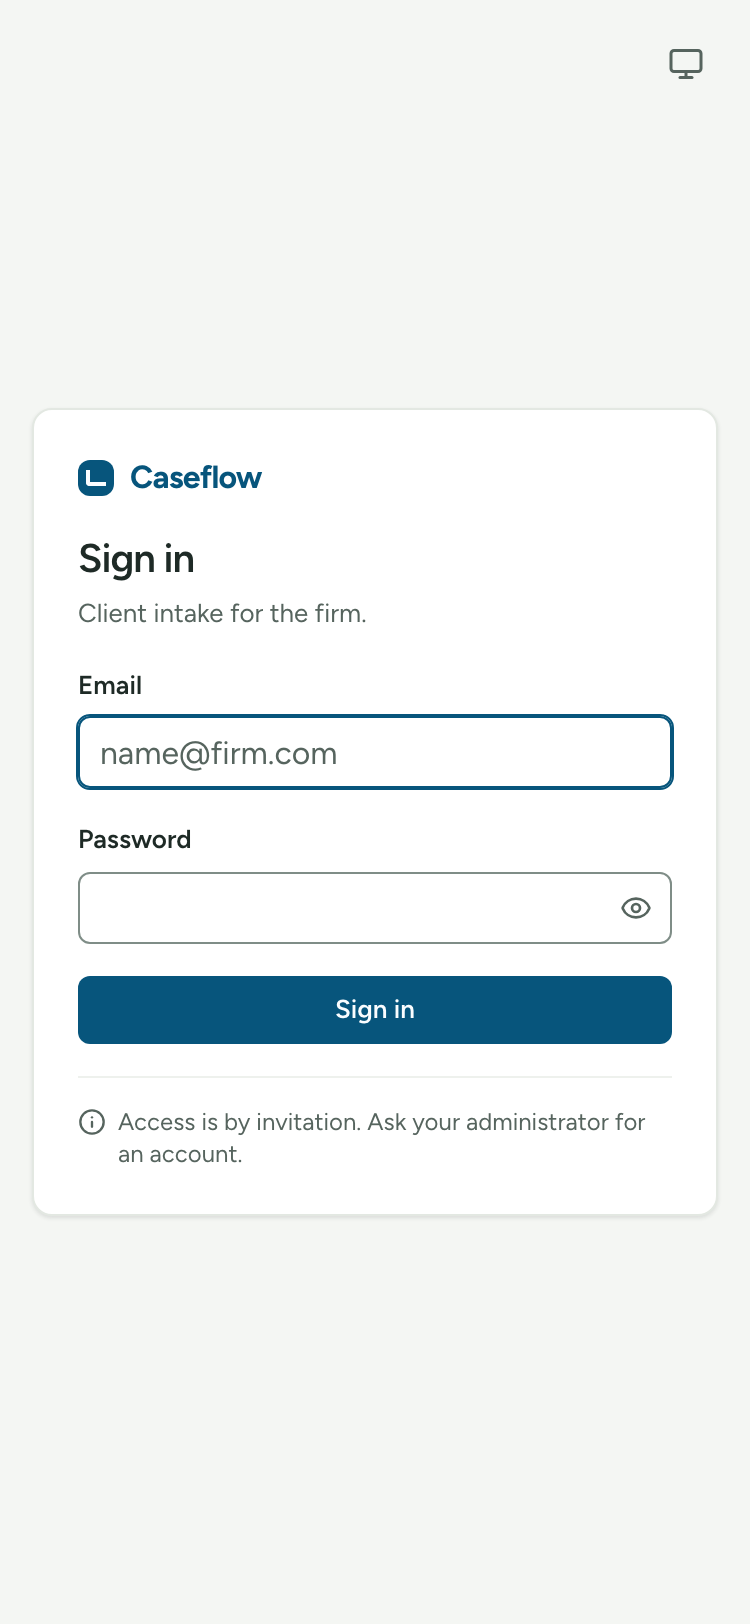 Caseflow
Sign in
Client intake for the firm.
Email
name@firm.com
Password
Sign in
Access is by invitation. Ask your administrator for
an account.